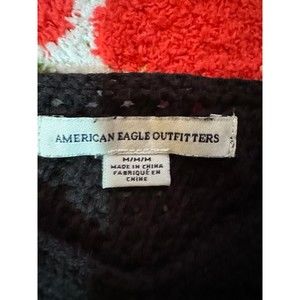 AMERICAN EAGLE OUTFITTERS
M/M/M
MADE IN CHINA
FABRIQUÉ EN
CHINE